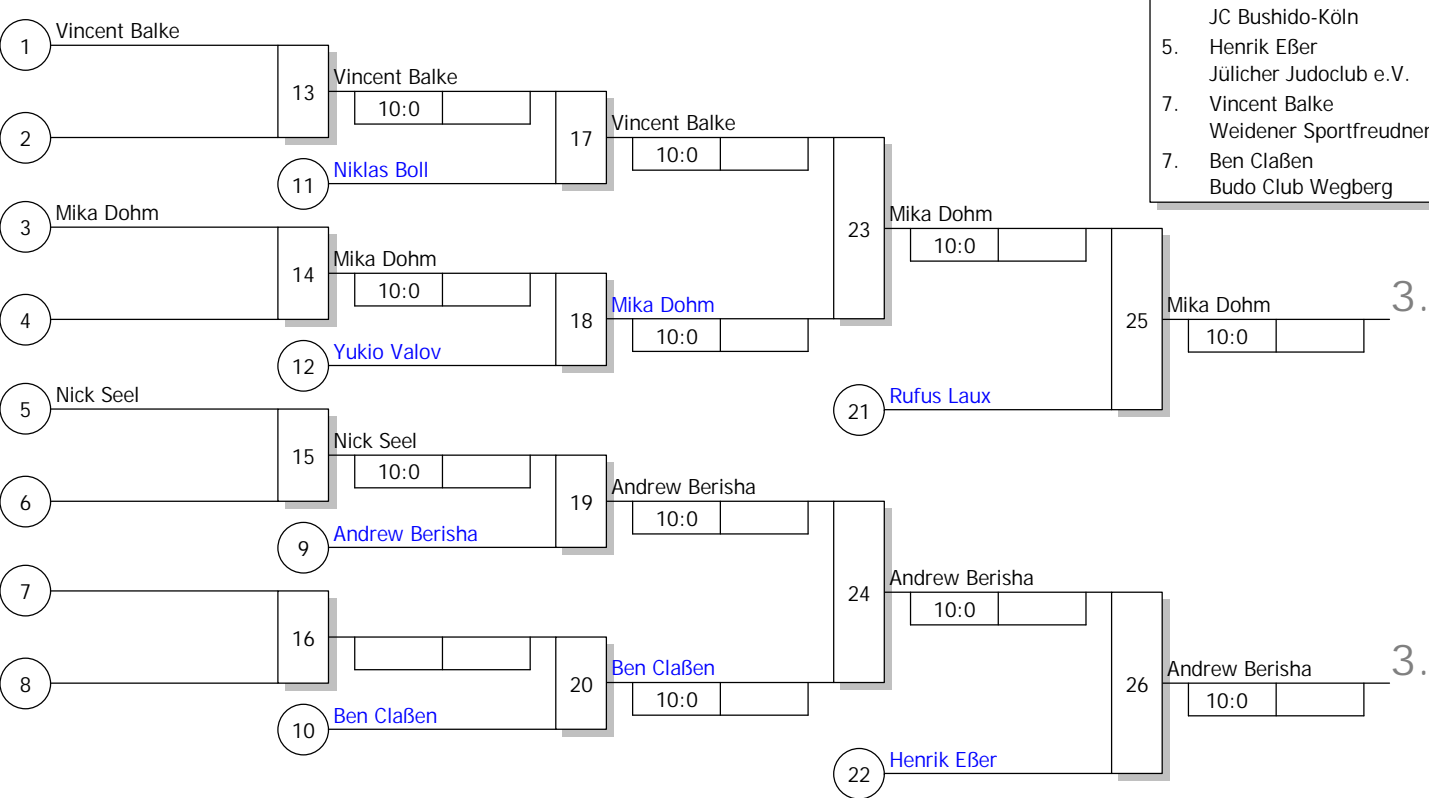 JC Bushido-Köln
5. Henrik Eßer
Jülicher Judoclub e.V.
7. Vincent Balke
Weidener Sportfreudner
7. Ben Claßen
Budo Club Wegberg
1 Vincent Balke
13 Vincent Balke
10:0
2
17 Vincent Balke
10:0
11 Niklas Boll
3 Mika Dohm
23 Mika Dohm
10:0
14 Mika Dohm
10:0
4
18 Mika Dohm
10:0
25 Mika Dohm 3.
10:0
12 Yukio Valov
21 Rufus Laux
5 Nick Seel
15 Nick Seel
10:0
6
19 Andrew Berisha
10:0
9 Andrew Berisha
7
24 Andrew Berisha
10:0
16
8
20 Ben Claßen
10:0
26 Andrew Berisha 3.
10:0
10 Ben Claßen
22 Henrik Eßer